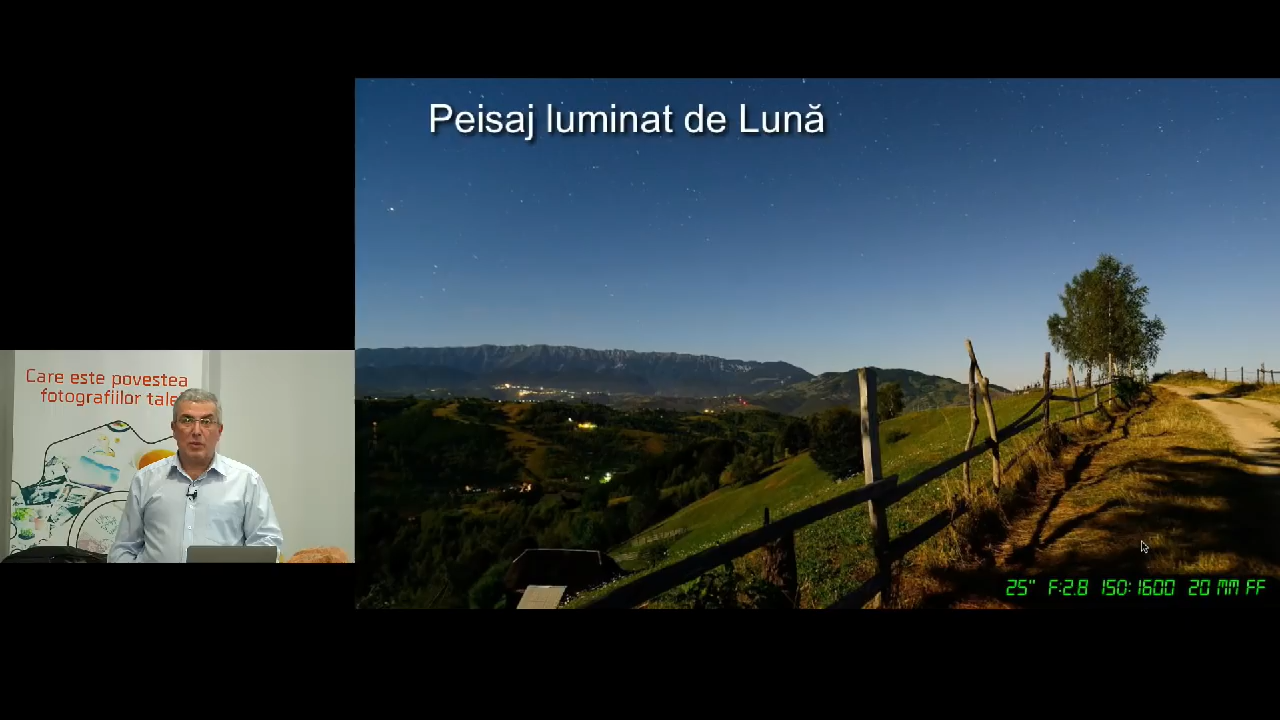 Peisaj luminat de Lună
Care este povestea
fotografiilor tale
25" F:2.8 ISO:1600 20 MM FF